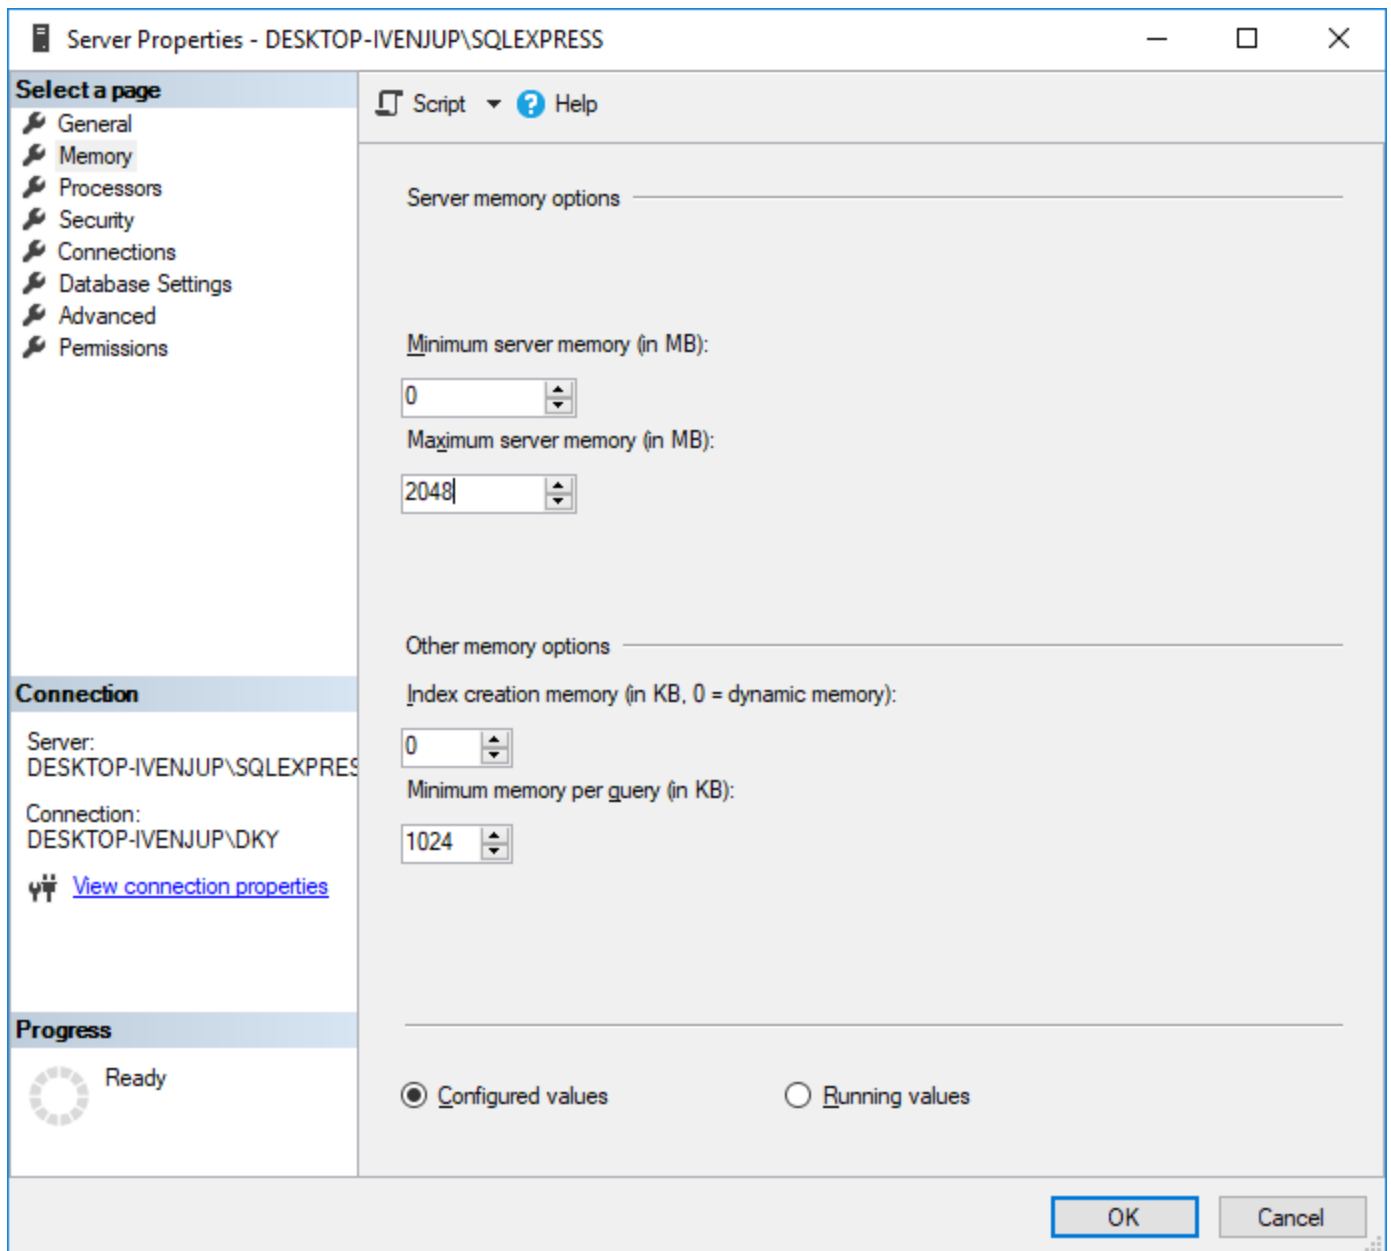 Server Properties - DESKTOP-IVENJUP\SQLEXPRESS
Select a page
General
Memory
Processors
Security
Connections
Database Settings
Advanced
Permissions
Connection
Server:
DESKTOP-IVENJUP\SQLEXPRES
Connection:
DESKTOP-IVENJUP\DKY
View connection properties
Progress
Ready
Script
Help
Server memory options
Minimum server memory (in MB):
0
Maximum server memory (in MB):
2048
Other memory options
Index creation memory (in KB, 0 = dynamic memory):
0
Minimum memory per query (in KB):
1024
Configured values
Running values
OK
Cancel